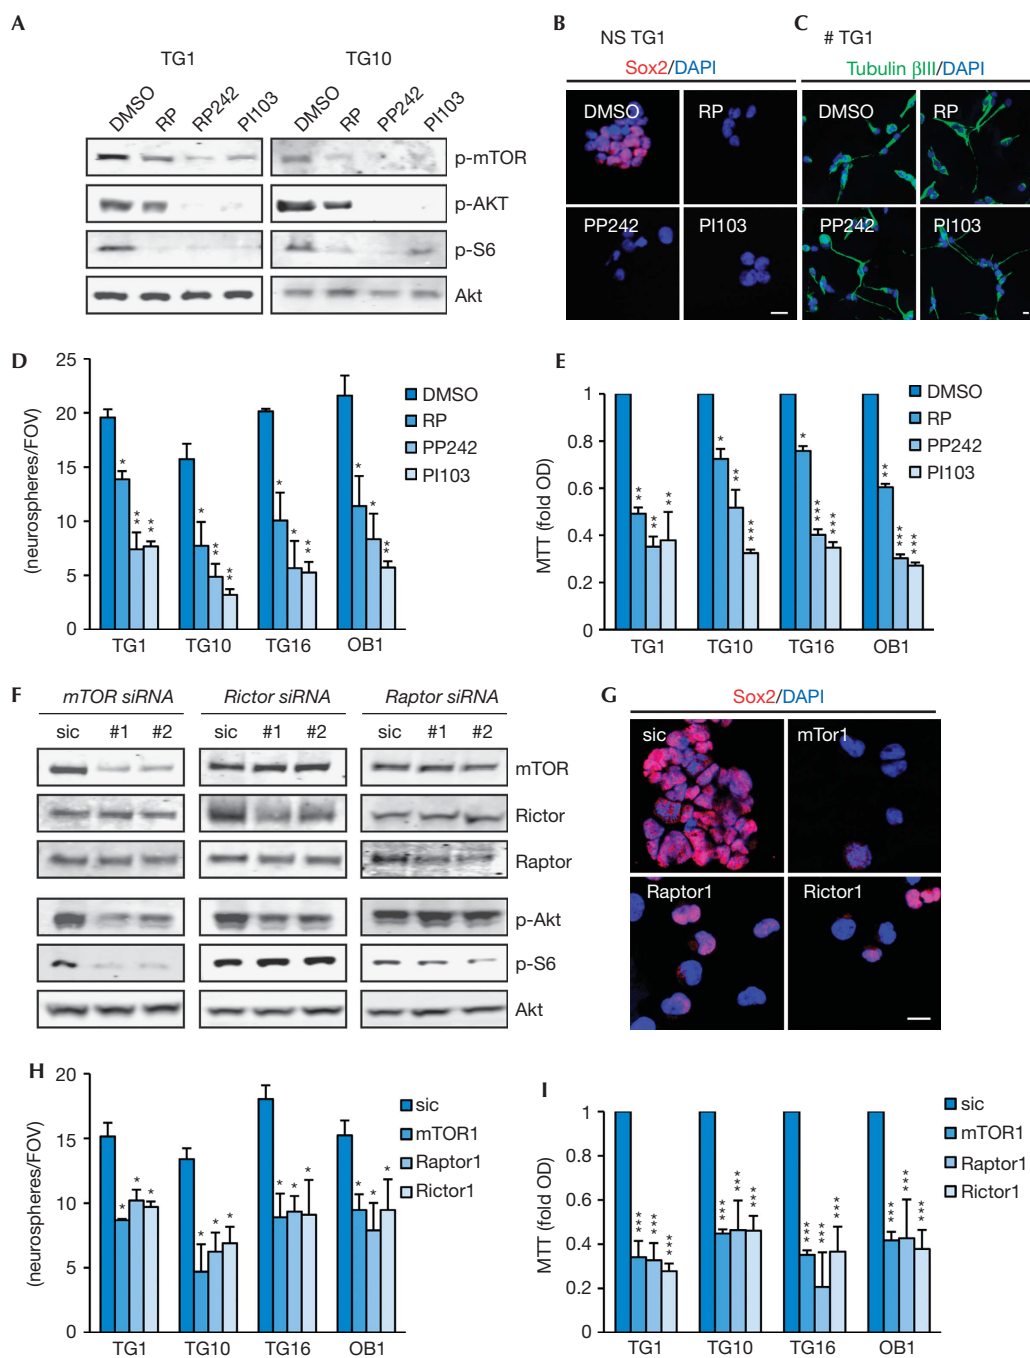 A
TG1
TG10
DMSO
RP
RP242
PI103
DMSO
RP
PP242
PI103
p-mTOR
p-AKT
p-S6
Akt
B
NS TG1
Sox2/DAPI
DMSO
RP
PP242
PI103
C
# TG1
Tubulin βIII/DAPI
DMSO
RP
PP242
PI103
D
(neurospheres/FOV)
25
20
15
10
5
0
*
**
**
*
**
**
*
*
**
*
*
**
TG1
TG10
TG16
OB1
DMSO
RP
PP242
PI103
E
MTT (fold OD)
1
0.8
0.6
0.4
0.2
0
**
**
**
*
**
***
*
***
***
**
***
***
TG1
TG10
TG16
OB1
DMSO
RP
PP242
PI103
F
mTOR siRNA
Rictor siRNA
Raptor siRNA
sic #1 #2
sic #1 #2
sic #1 #2
mTOR
Rictor
Raptor
p-Akt
p-S6
Akt
G
Sox2/DAPI
sic
mTor1
Raptor1
Rictor1
H
(neurospheres/FOV)
20
15
10
5
0
*
*
*
*
*
*
*
*
*
*
*
*
TG1
TG10
TG16
OB1
sic
mTOR1
Raptor1
Rictor1
I
MTT (fold OD)
1
0.8
0.6
0.4
0.2
0
***
***
***
***
***
***
***
***
***
***
***
***
TG1
TG10
TG16
OB1
sic
mTOR1
Raptor1
Rictor1